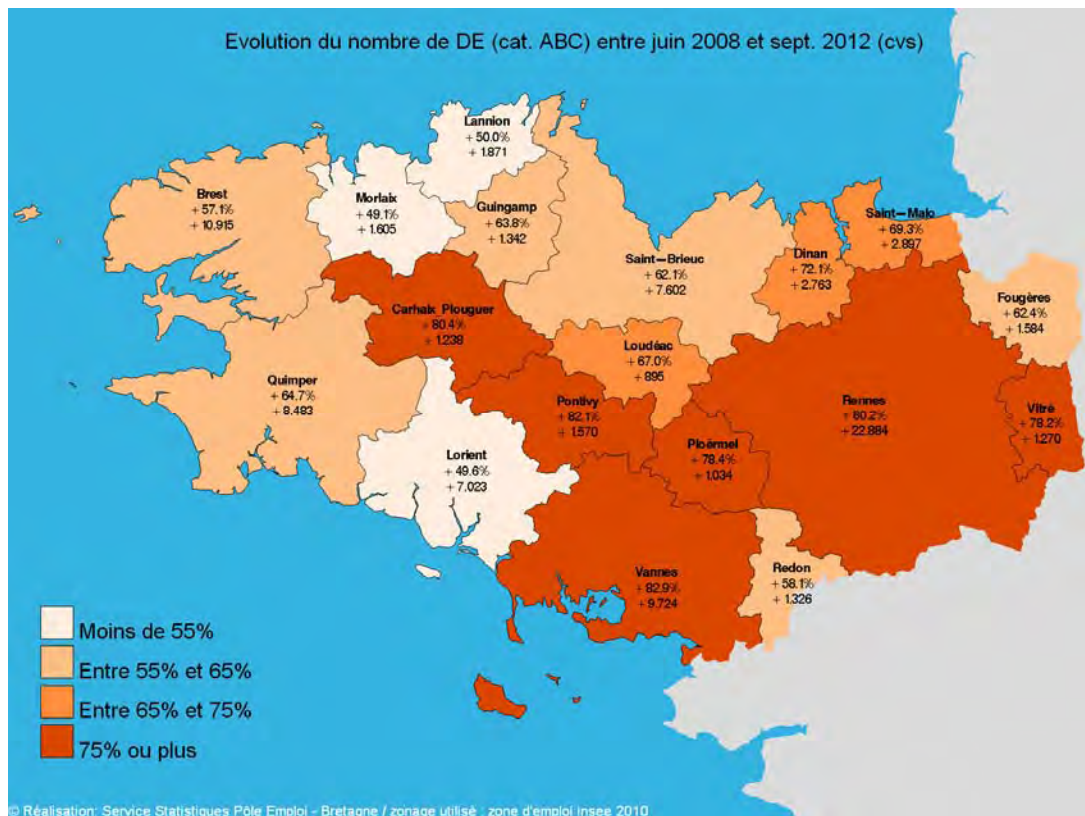 Evolution du nombre de DE (cat. ABC) entre juin 2008 et sept. 2012 (cvs)
Lannion
+ 50.0%
+ 1.871
Brest
+ 57.1%
+ 10.915
Morlaix
+ 49.1%
+ 1.605
Guingamp
+ 63.8%
+ 1.342
Saint-Brieuc
+ 62.1%
+ 7.602
Dinan
+ 72.1%
+ 2.763
Saint-Malo
+ 69.3%
+ 2.897
Fougères
+ 62.4%
+ 1.584
Carhaix_Plouguer
+ 80.4%
+ 1.238
Loudéac
+ 67.0%
+ 895
Quimper
+ 64.7%
+ 8.483
Pontivy
+ 82.1%
+ 1.570
Rennes
+ 80.2%
+ 22.884
Vitré
+ 78.2%
+ 1.270
Ploërmel
+ 78.4%
+ 1.034
Lorient
+ 49.6%
+ 7.023
Vannes
+ 82.9%
+ 9.724
Redon
+ 58.1%
+ 1.326
Moins de 55%
Entre 55% et 65%
Entre 65% et 75%
75% ou plus
© Réalisation: Service Statistiques Pôle Emploi - Bretagne / zonage utilisé : zone d'emploi insee 2010